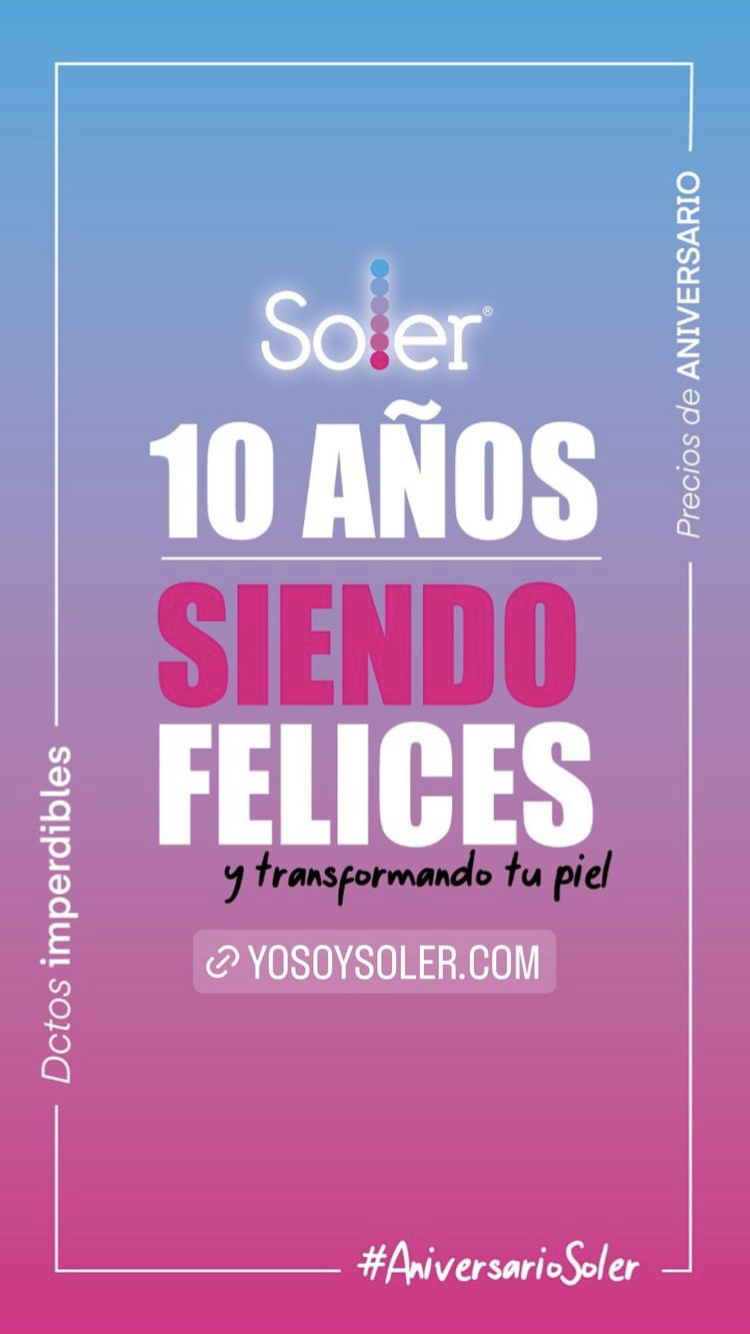 Precios de ANIVERSARIO
Soler®
10 AÑOS
SIENDO
FELICES
y transformando tu piel
YOSOYSOLER.COM
Dctos imperdibles
#AniversarioSoler